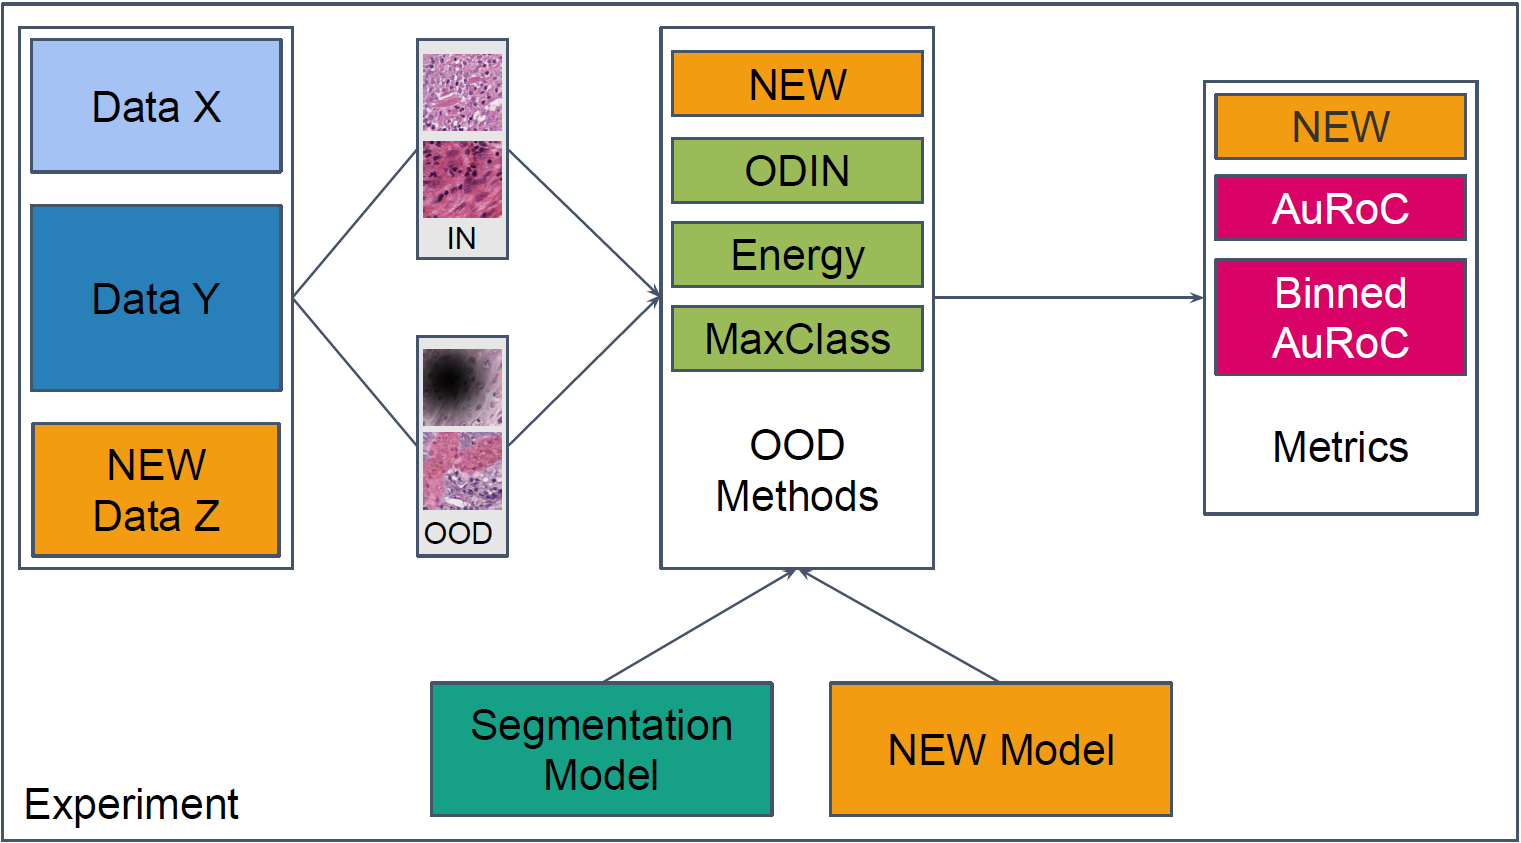 Data X
Data Y
NEW
Data Z
IN
OOD
NEW
ODIN
Energy
MaxClass
OOD
Methods
NEW
AuRoC
Binned
AuRoC
Metrics
Segmentation
Model
NEW Model
Experiment